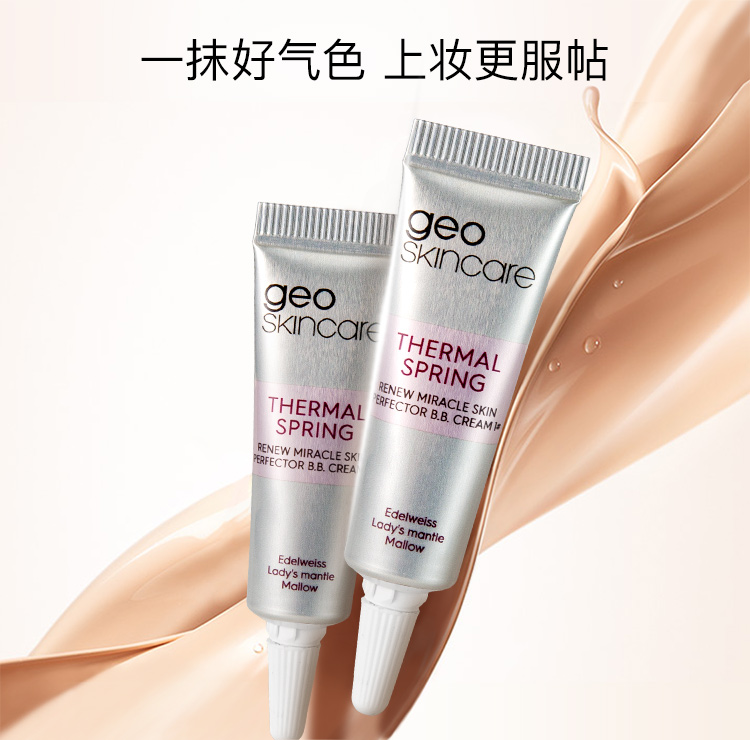 一抹好气色 上妆更服帖
geo
skincare
THERMAL
SPRING
RENEW MIRACLE SKIN
PERFECTOR B.B. CREAM 1#
Edelweiss
Lady's mantle
Mallow
geo
skincare
THERMAL
SPRING
RENEW MIRACLE SKI
PERFECTOR B.B. CREA
Edelweiss
Lady's mantle
Mallow